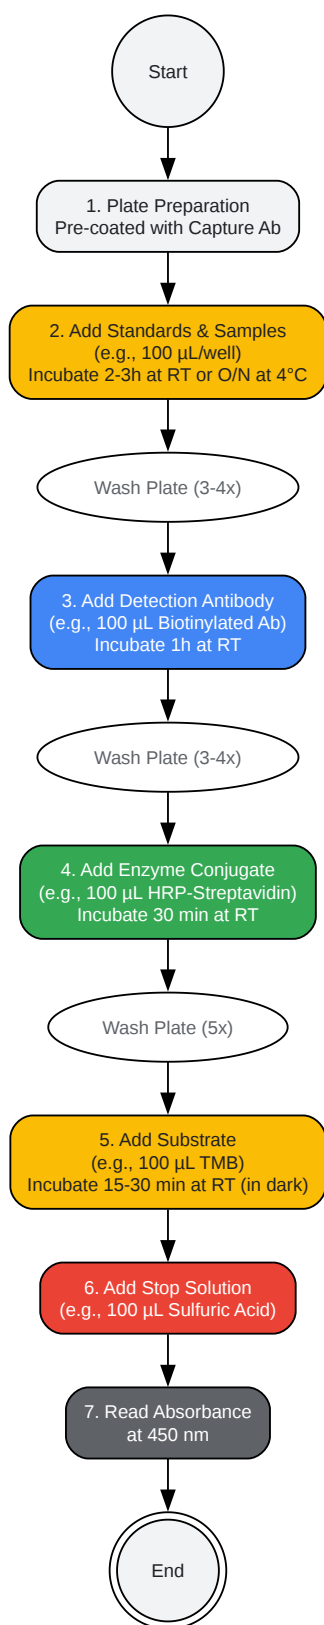 Start
1. Plate Preparation
Pre-coated with Capture Ab
2. Add Standards & Samples
(e.g., 100 µL/well)
Incubate 2-3h at RT or O/N at 4°C
Wash Plate (3-4x)
3. Add Detection Antibody
(e.g., 100 µL Biotinylated Ab)
Incubate 1h at RT
Wash Plate (3-4x)
4. Add Enzyme Conjugate
(e.g., 100 µL HRP-Streptavidin)
Incubate 30 min at RT
Wash Plate (5x)
5. Add Substrate
(e.g., 100 µL TMB)
Incubate 15-30 min at RT (in dark)
6. Add Stop Solution
(e.g., 100 µL Sulfuric Acid)
7. Read Absorbance
at 450 nm
End